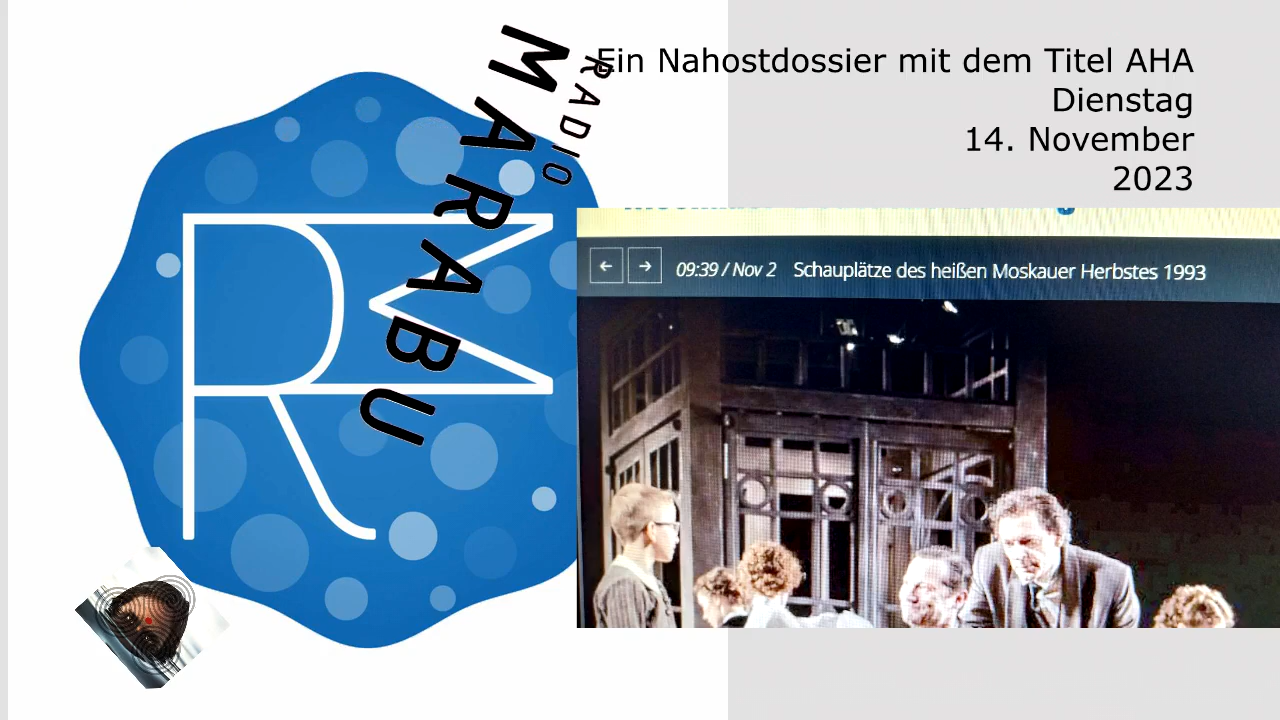 RADIO
MARABU
RM
Ein Nahostdossier mit dem Titel AHA
Dienstag
14. November
2023
09:39 / Nov 2 Schauplätze des heißen Moskauer Herbstes 1993